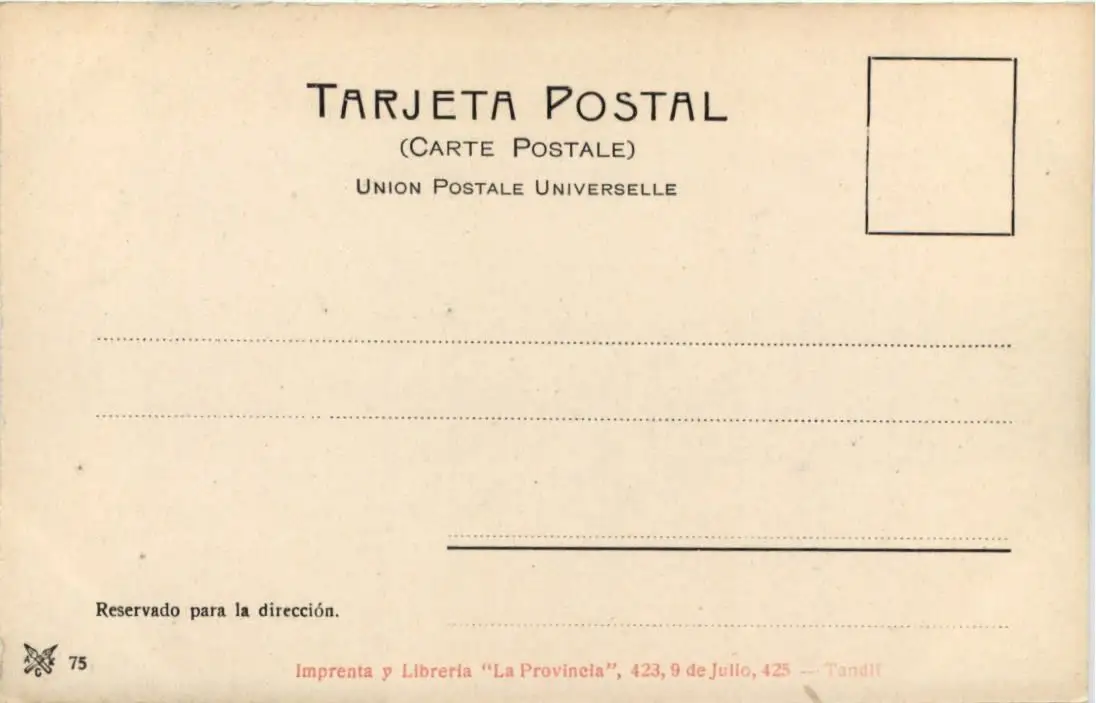 TARJETA POSTAL
(CARTE POSTALE)
UNION POSTALE UNIVERSELLE
Reservado para la dirección.
75
Imprenta y Librería "La Provincia", 423, 9 de Julio, 425 — Tandil